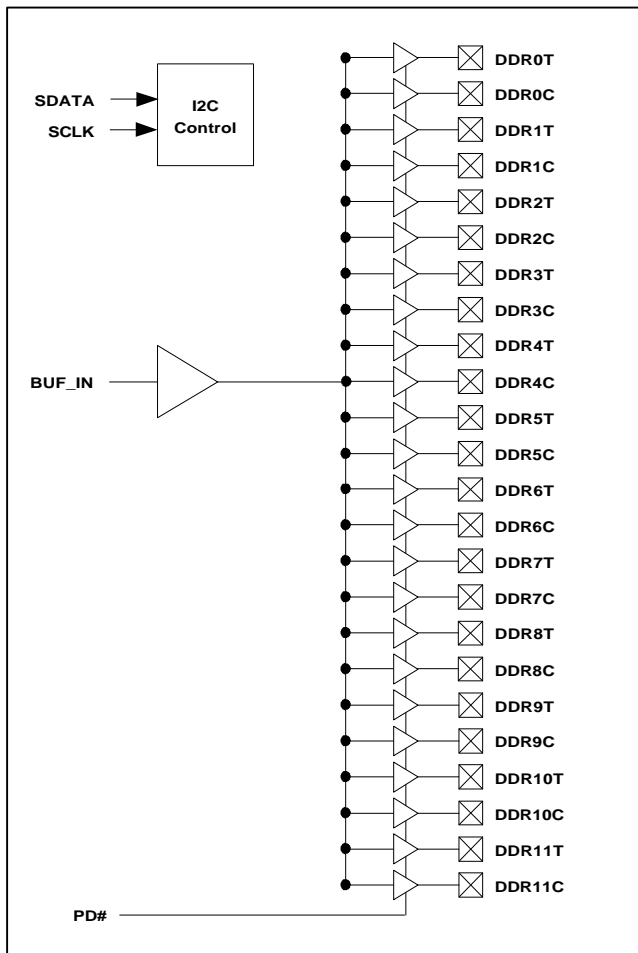 SDATA
SCLK
I2C
Control
BUF_IN
PD#
DDR0T
DDR0C
DDR1T
DDR1C
DDR2T
DDR2C
DDR3T
DDR3C
DDR4T
DDR4C
DDR5T
DDR5C
DDR6T
DDR6C
DDR7T
DDR7C
DDR8T
DDR8C
DDR9T
DDR9C
DDR10T
DDR10C
DDR11T
DDR11C